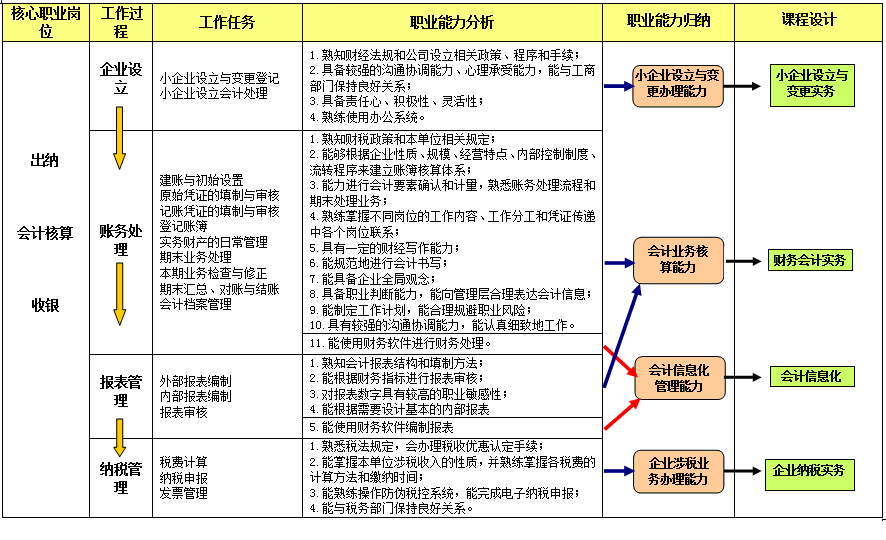 核心职业岗
位
工作过
程
工作任务
职业能力分析
职业能力归纳
课程设计
出纳
会计核算
收银
企业设
立
小企业设立与变更登记
小企业设立会计处理
1. 熟知财经法规和公司设立相关政策、程序和手续；
2. 具备较强的沟通协调能力、心理承受能力，能与工商
部门保持良好关系；
3. 具备责任心、积极性、灵活性；
4. 熟练使用办公系统。
小企业设立与变
更办理能力
小企业设立与
变更实务
账务处
理
建账与初始设置
原始凭证的填制与审核
记账凭证的填制与审核
登记账簿
实务财产的日常管理
期末业务处理
本期业务检查与修正
期末汇总、对账与结账
会计档案管理
1. 熟知财税政策和本单位相关规定；
2. 能够根据企业性质、规模、经营特点、内部控制制度、
流转程序来建立账簿核算体系；
3. 能力进行会计要素确认和计量，熟悉账务处理流程和
期末处理业务；
4. 熟练掌握不同岗位的工作内容、工作分工和凭证传递
中各个岗位联系；
5. 具有一定的财经写作能力；
6. 能规范地进行会计书写；
7. 能具备企业全局观念；
8. 具备职业判断能力，能向管理层合理表达会计信息；
9. 能制定工作计划，能合理规避职业风险；
10. 具有较强的沟通协调能力，能认真细致地工作。
11. 能使用财务软件进行财务处理。
会计业务核
算能力
财务会计实务
报表管
理
外部报表编制
内部报表编制
报表审核
1. 熟知会计报表结构和填制方法；
2. 能根据财务指标进行报表审核；
3. 对报表数字具有较高的职业敏感性；
4. 能根据需要设计基本的内部报表
5. 能使用财务软件编制报表
会计信息化
管理能力
会计信息化
纳税管
理
税费计算
纳税申报
发票管理
1. 熟悉税法规定，会办理税收优惠认定手续；
2. 能掌握本单位涉税收入的性质，并熟练掌握各税费的
计算方法和缴纳时间；
3. 能熟练操作防伪税控系统，能完成电子纳税申报；
4. 能与税务部门保持良好关系。
企业涉税业
务办理能力
企业纳税实务